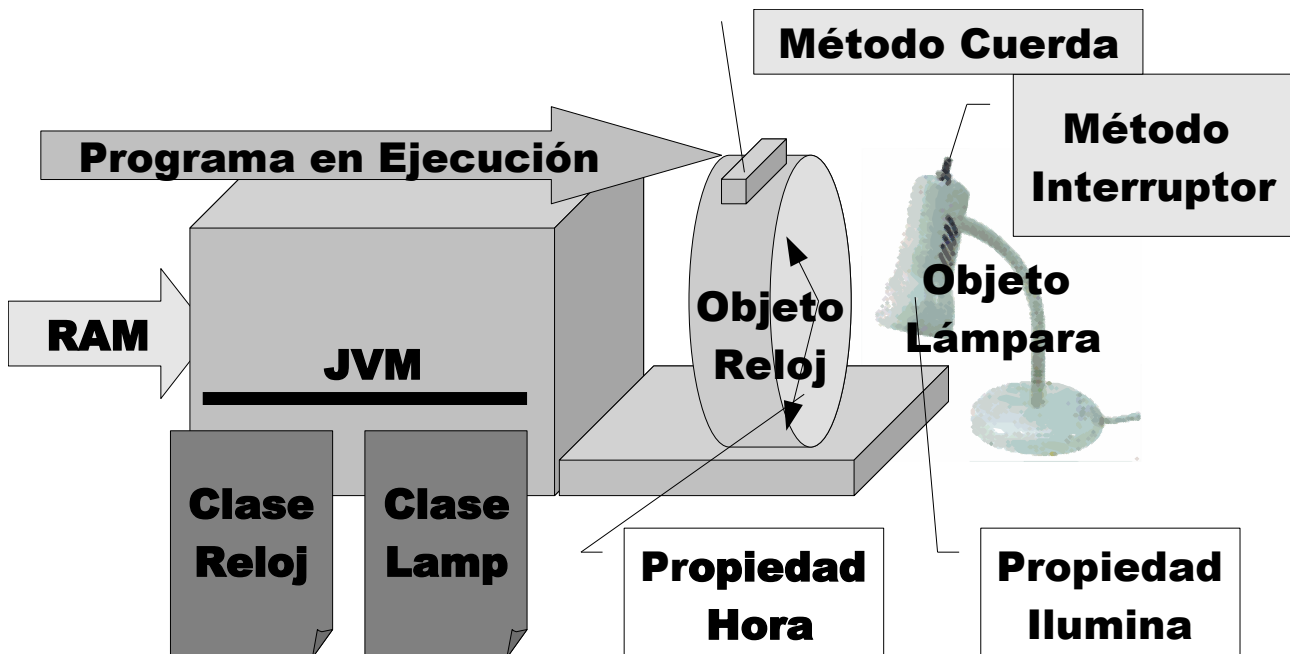 Método Cuerda
Método
Interruptor
Programa en Ejecución
RAM
JVM
Objeto
Reloj
Objeto
Lámpara
Clase
Reloj
Clase
Lamp
Propiedad
Hora
Propiedad
Ilumina